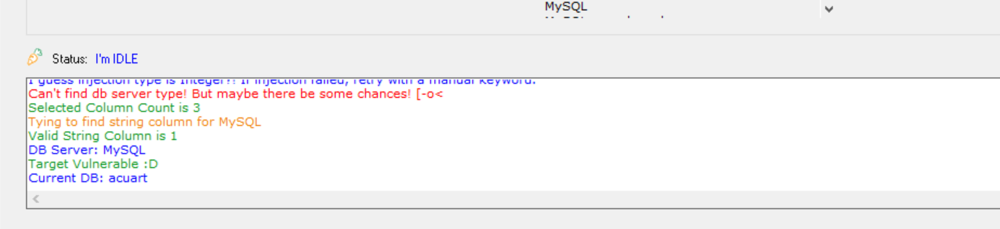 MySQL
Status: I'm IDLE
I guess injection type is Integer?! If injection failed, retry with a manual keyword.
Can't find db server type! But maybe there be some chances! [-o<
Selected Column Count is 3
Tying to find string column for MySQL
Valid String Column is 1
DB Server: MySQL
Target Vulnerable :D
Current DB: acuart